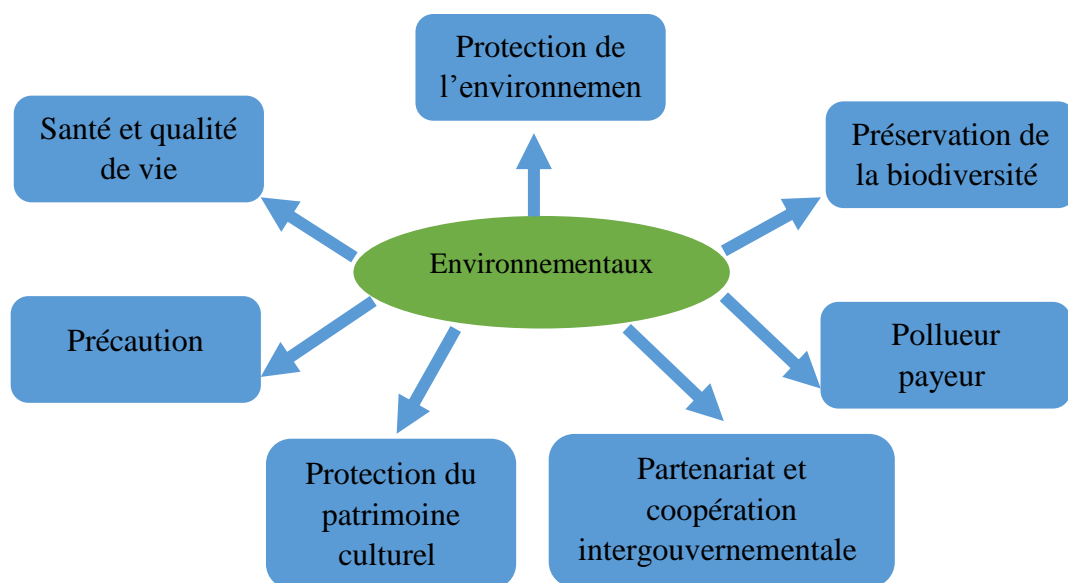 Protection de
l’environnemen
Santé et qualité
de vie
Préservation de
la biodiversité
Environnementaux
Précaution
Pollueur
payeur
Protection du
patrimoine
culturel
Partenariat et
coopération
intergouvernementale